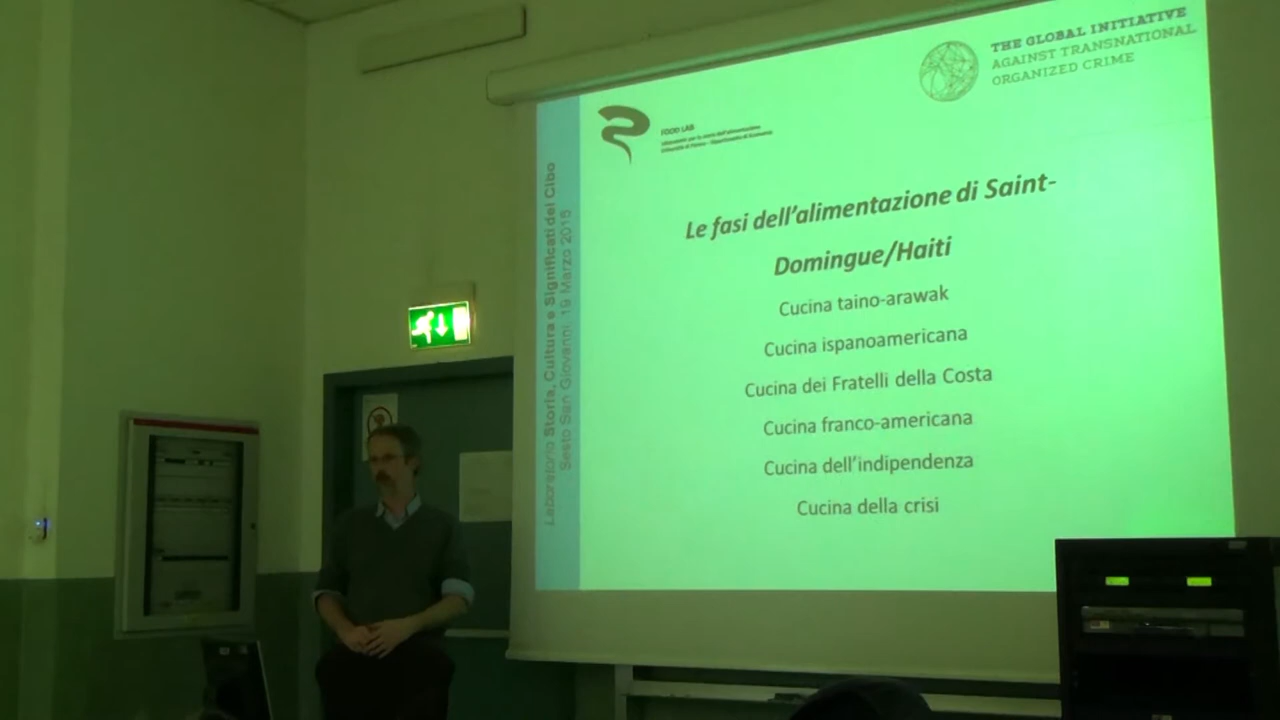 THE GLOBAL INITIATIVE
AGAINST TRANSNATIONAL
ORGANIZED CRIME
FOOD LAB
Laboratorio Storia, Cultura e Significati del Cibo
Sesto San Giovanni, 19 Marzo 2015
Le fasi dell'alimentazione di Saint-
Domingue/Haiti
Cucina taino-arawak
Cucina ispanoamericana
Cucina dei Fratelli della Costa
Cucina franco-americana
Cucina dell'indipendenza
Cucina della crisi